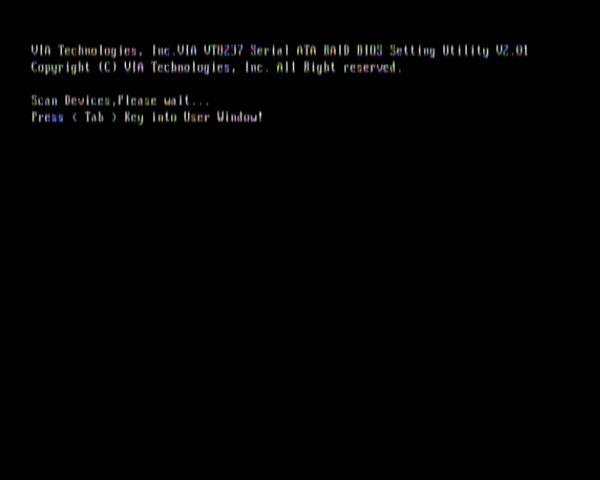 VIA Technologies, Inc.VIA VT8237 Serial ATA RAID BIOS Setting Utility V2.01
Copyright (C) VIA Technologies, Inc. All Right reserved.
Scan Devices,Please wait...
Press < Tab > Key into User Window!